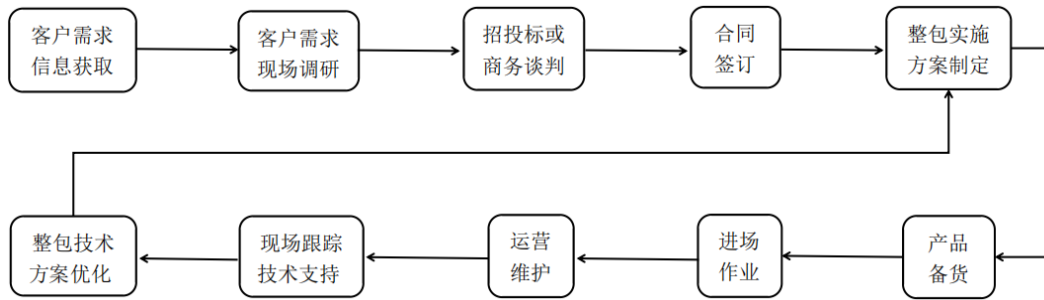 客户需求
信息获取
客户需求
现场调研
招投标或
商务谈判
合同
签订
整包实施
方案制定
整包技术
方案优化
现场跟踪
技术支持
运营
维护
进场
作业
产品
备货